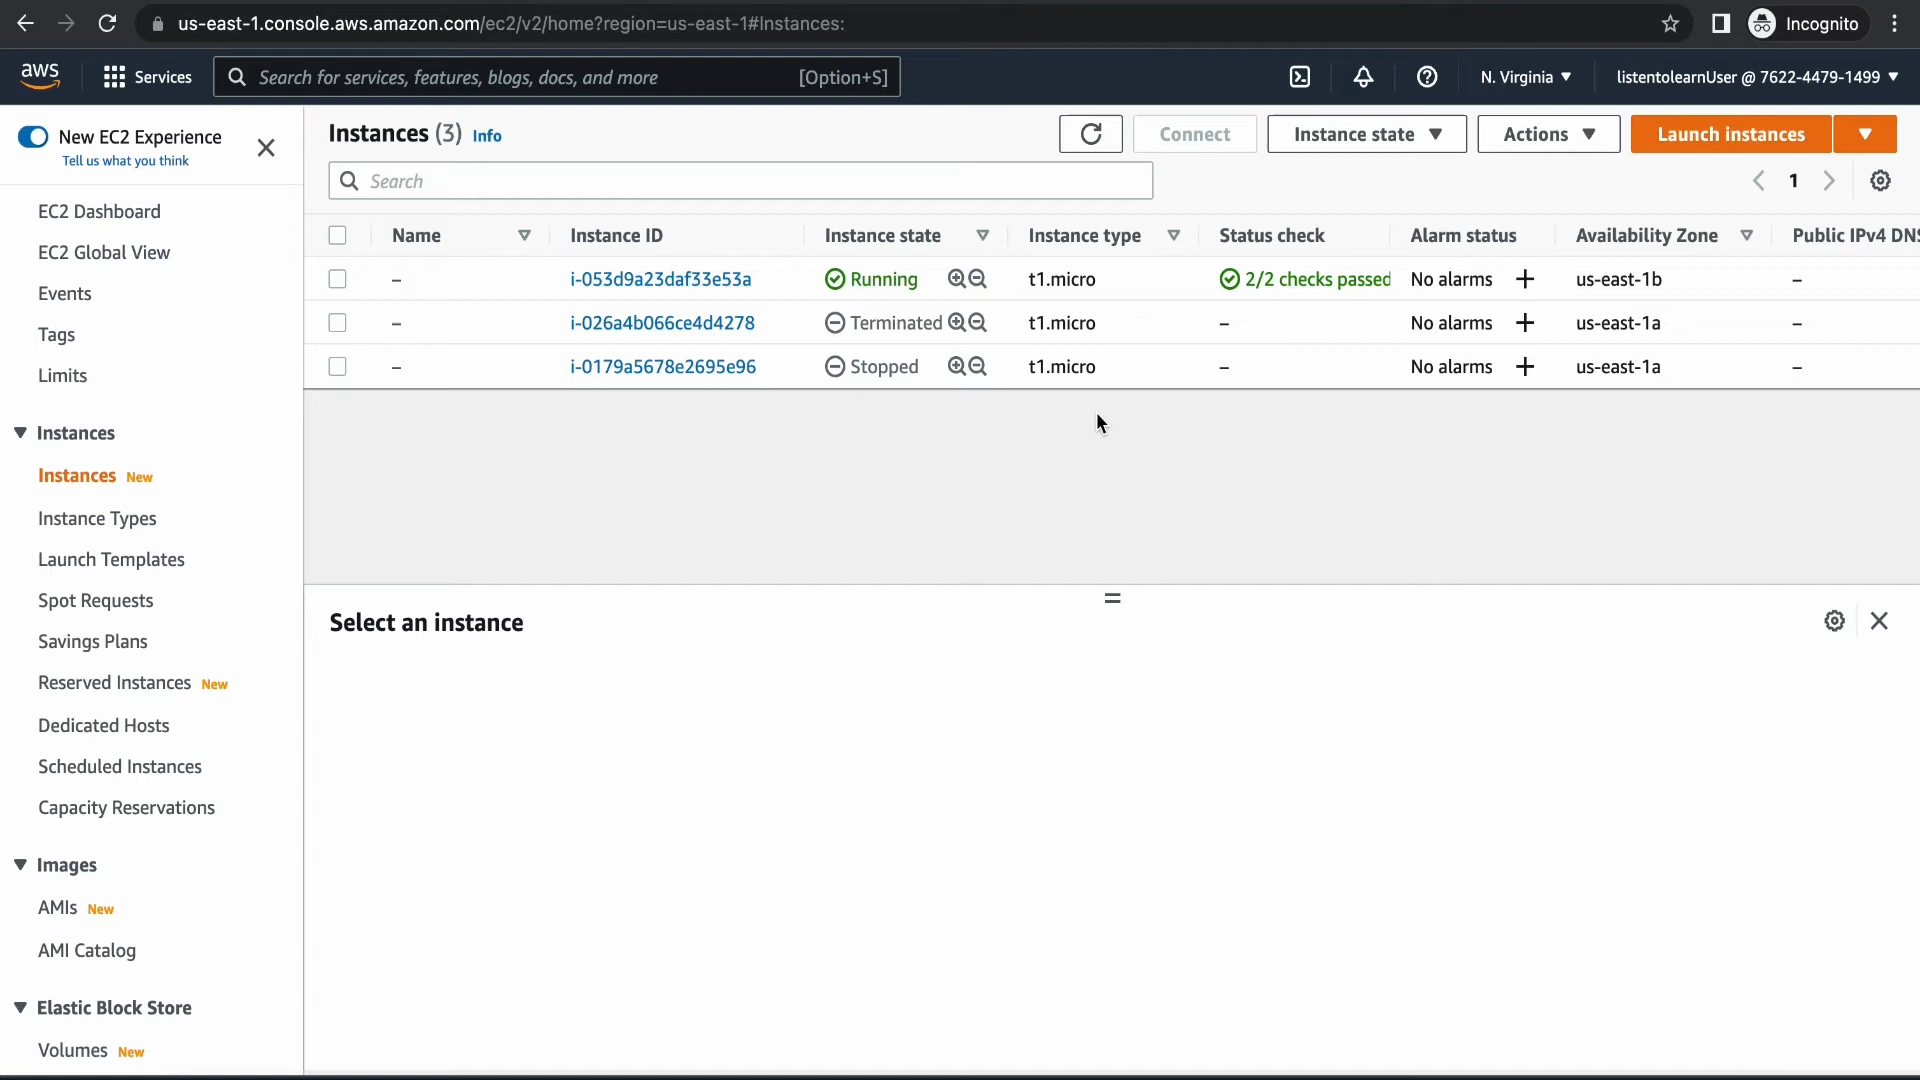 us-east-1.console.aws.amazon.com/ec2/v2/home?region=us-east-1#Instances:
Incognito
aws
Services
Search for services, features, blogs, docs, and more
[Option+S]
N. Virginia
listentolearnUser @ 7622-4479-1499
New EC2 Experience
Tell us what you think
EC2 Dashboard
EC2 Global View
Events
Tags
Limits
Instances
Instances New
Instance Types
Launch Templates
Spot Requests
Savings Plans
Reserved Instances New
Dedicated Hosts
Scheduled Instances
Capacity Reservations
Images
AMIs New
AMI Catalog
Elastic Block Store
Volumes New
Instances (3) Info
Connect
Instance state
Actions
Launch instances
Search
1
Name Instance ID Instance state Instance type Status check Alarm status Availability Zone Public IPv4 DNS
– i-053d9a23daf33e53a Running t1.micro 2/2 checks passed No alarms + us-east-1b –
– i-026a4b066ce4d4278 Terminated t1.micro – No alarms + us-east-1a –
– i-0179a5678e2695e96 Stopped t1.micro – No alarms + us-east-1a –
Select an instance